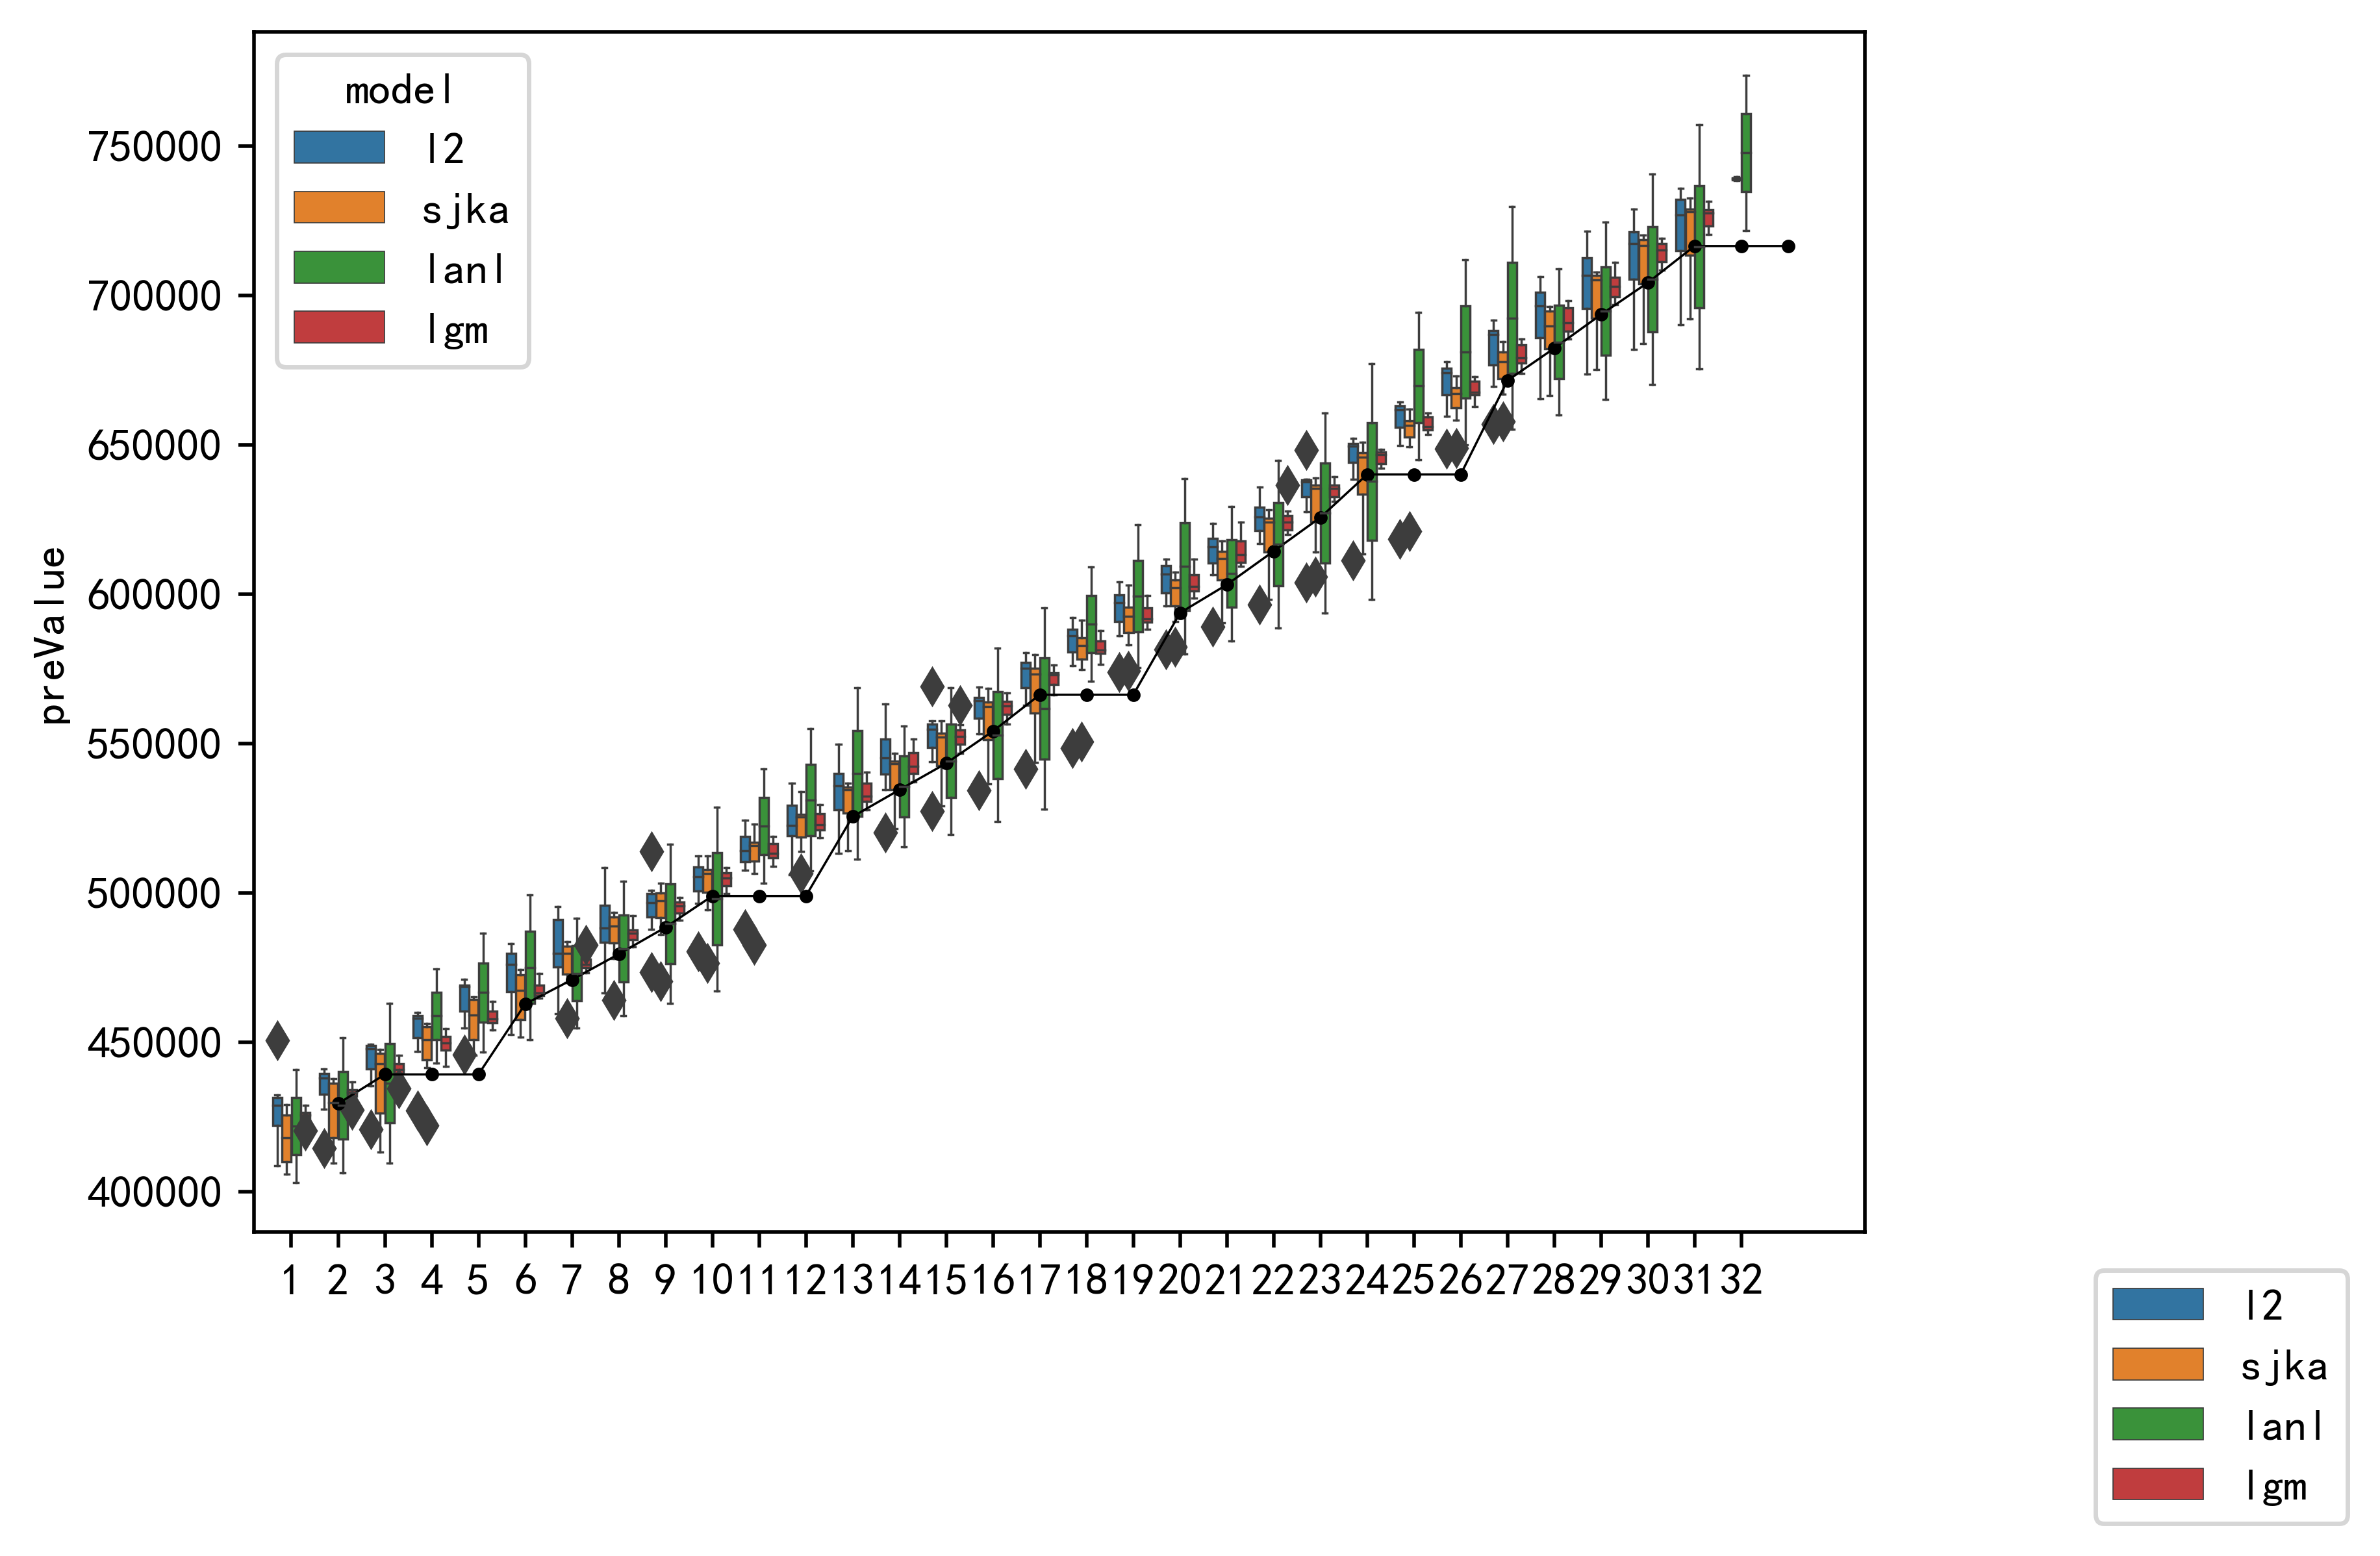 model
l2
sjka
lanl
lgm
750000
700000
650000
600000
550000
500000
450000
400000
preValue
1 2 3 4 5 6 7 8 9 10 11 12 13 14 15 16 17 18 19 20 21 22 23 24 25 26 27 28 29 30 31 32
l2
sjka
lanl
lgm